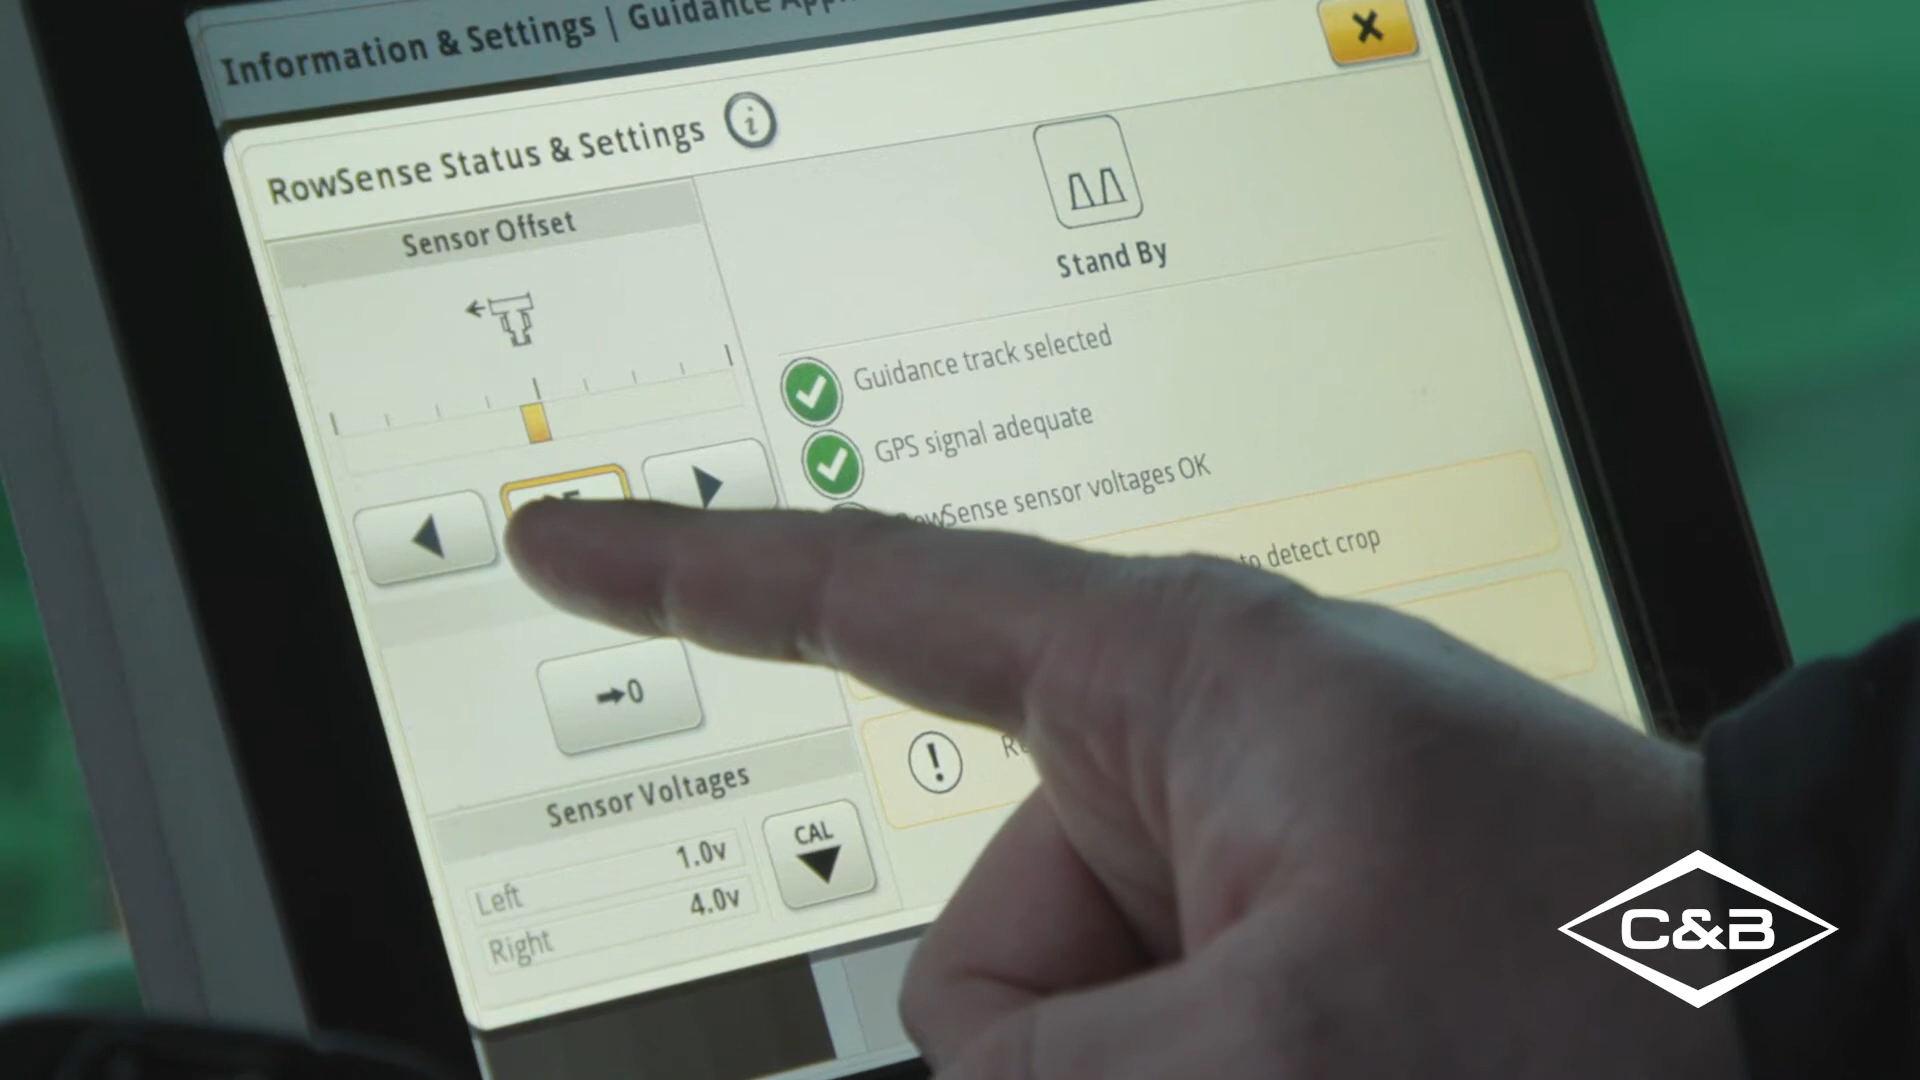 Information & Settings | Guidance
RowSense Status & Settings
Sensor Offset
→0
Sensor Voltages
Left 1.0v
Right 4.0v
CAL
Stand By
Guidance track selected
GPS signal adequate
RowSense sensor voltages OK
to detect crop
!
C&B